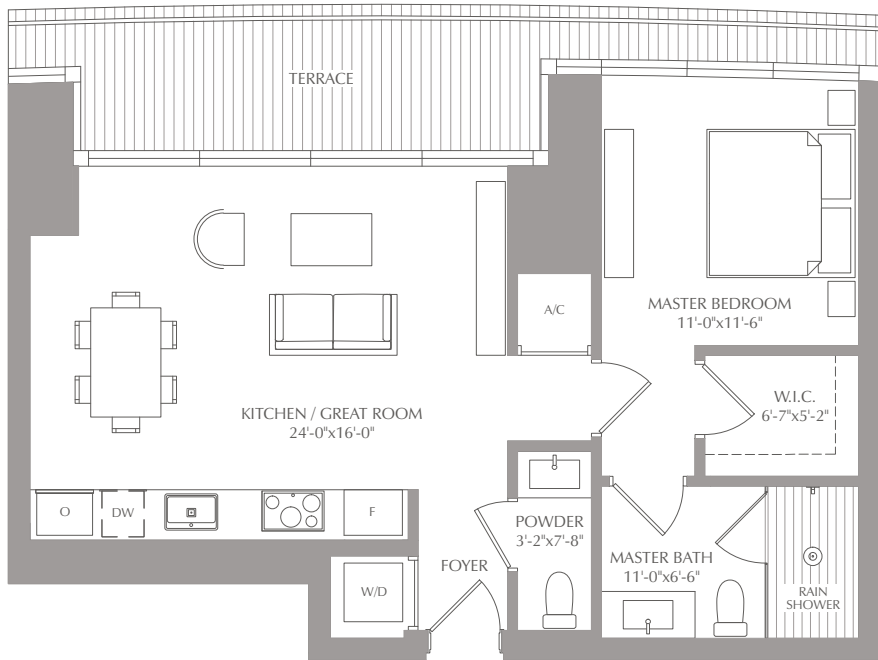 TERRACE
A/C
MASTER BEDROOM
11'-0"x11'-6"
W.I.C.
6'-7"x5'-2"
KITCHEN / GREAT ROOM
24'-0"x16'-0"
O
DW
F
POWDER
3'-2"x7'-8"
FOYER
MASTER BATH
11'-0"x6'-6"
W/D
RAIN
SHOWER